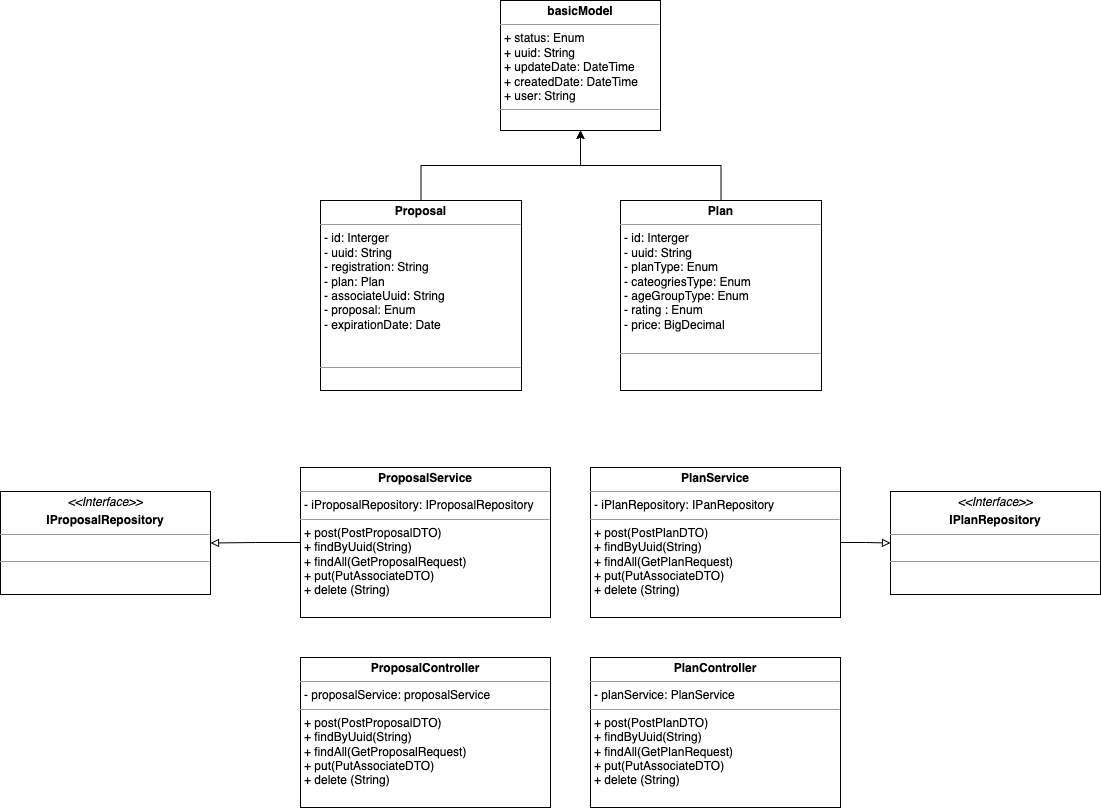 basicModel
+ status: Enum
+ uuid: String
+ updateDate: DateTime
+ createdDate: DateTime
+ user: String
Proposal
- id: Interger
- uuid: String
- registration: String
- plan: Plan
- associateUuid: String
- proposal: Enum
- expirationDate: Date
Plan
- id: Interger
- uuid: String
- planType: Enum
- cateogriesType: Enum
- ageGroupType: Enum
- rating : Enum
- price: BigDecimal
<<Interface>>
IProposalRepository
ProposalService
- iProposalRepository: IProposalRepository
+ post(PostProposalDTO)
+ findByUuid(String)
+ findAll(GetProposalRequest)
+ put(PutAssociateDTO)
+ delete (String)
PlanService
- iPlanRepository: IPanRepository
+ post(PostPlanDTO)
+ findByUuid(String)
+ findAll(GetPlanRequest)
+ put(PutAssociateDTO)
+ delete (String)
<<Interface>>
IPlanRepository
ProposalController
- proposalService: proposalService
+ post(PostProposalDTO)
+ findByUuid(String)
+ findAll(GetProposalRequest)
+ put(PutAssociateDTO)
+ delete (String)
PlanController
- planService: PlanService
+ post(PostPlanDTO)
+ findByUuid(String)
+ findAll(GetPlanRequest)
+ put(PutAssociateDTO)
+ delete (String)